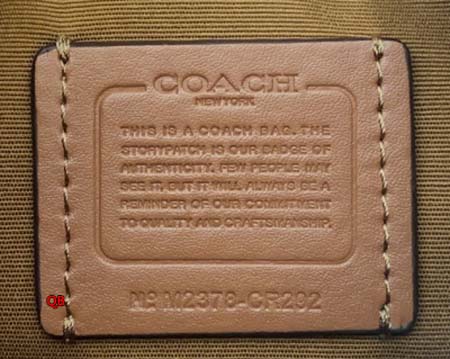 COACH
NEW YORK
THIS IS A COACH BAG. THE
STORYPATCH IS OUR BADGE OF
AUTHENTICITY. FEW PEOPLE MAY
SEE IT, BUT IT WILL ALWAYS BE A
REMINDER OF OUR COMMITMENT
TO QUALITY AND CRAFTSMANSHIP.
Nº M2378-CR292
QB